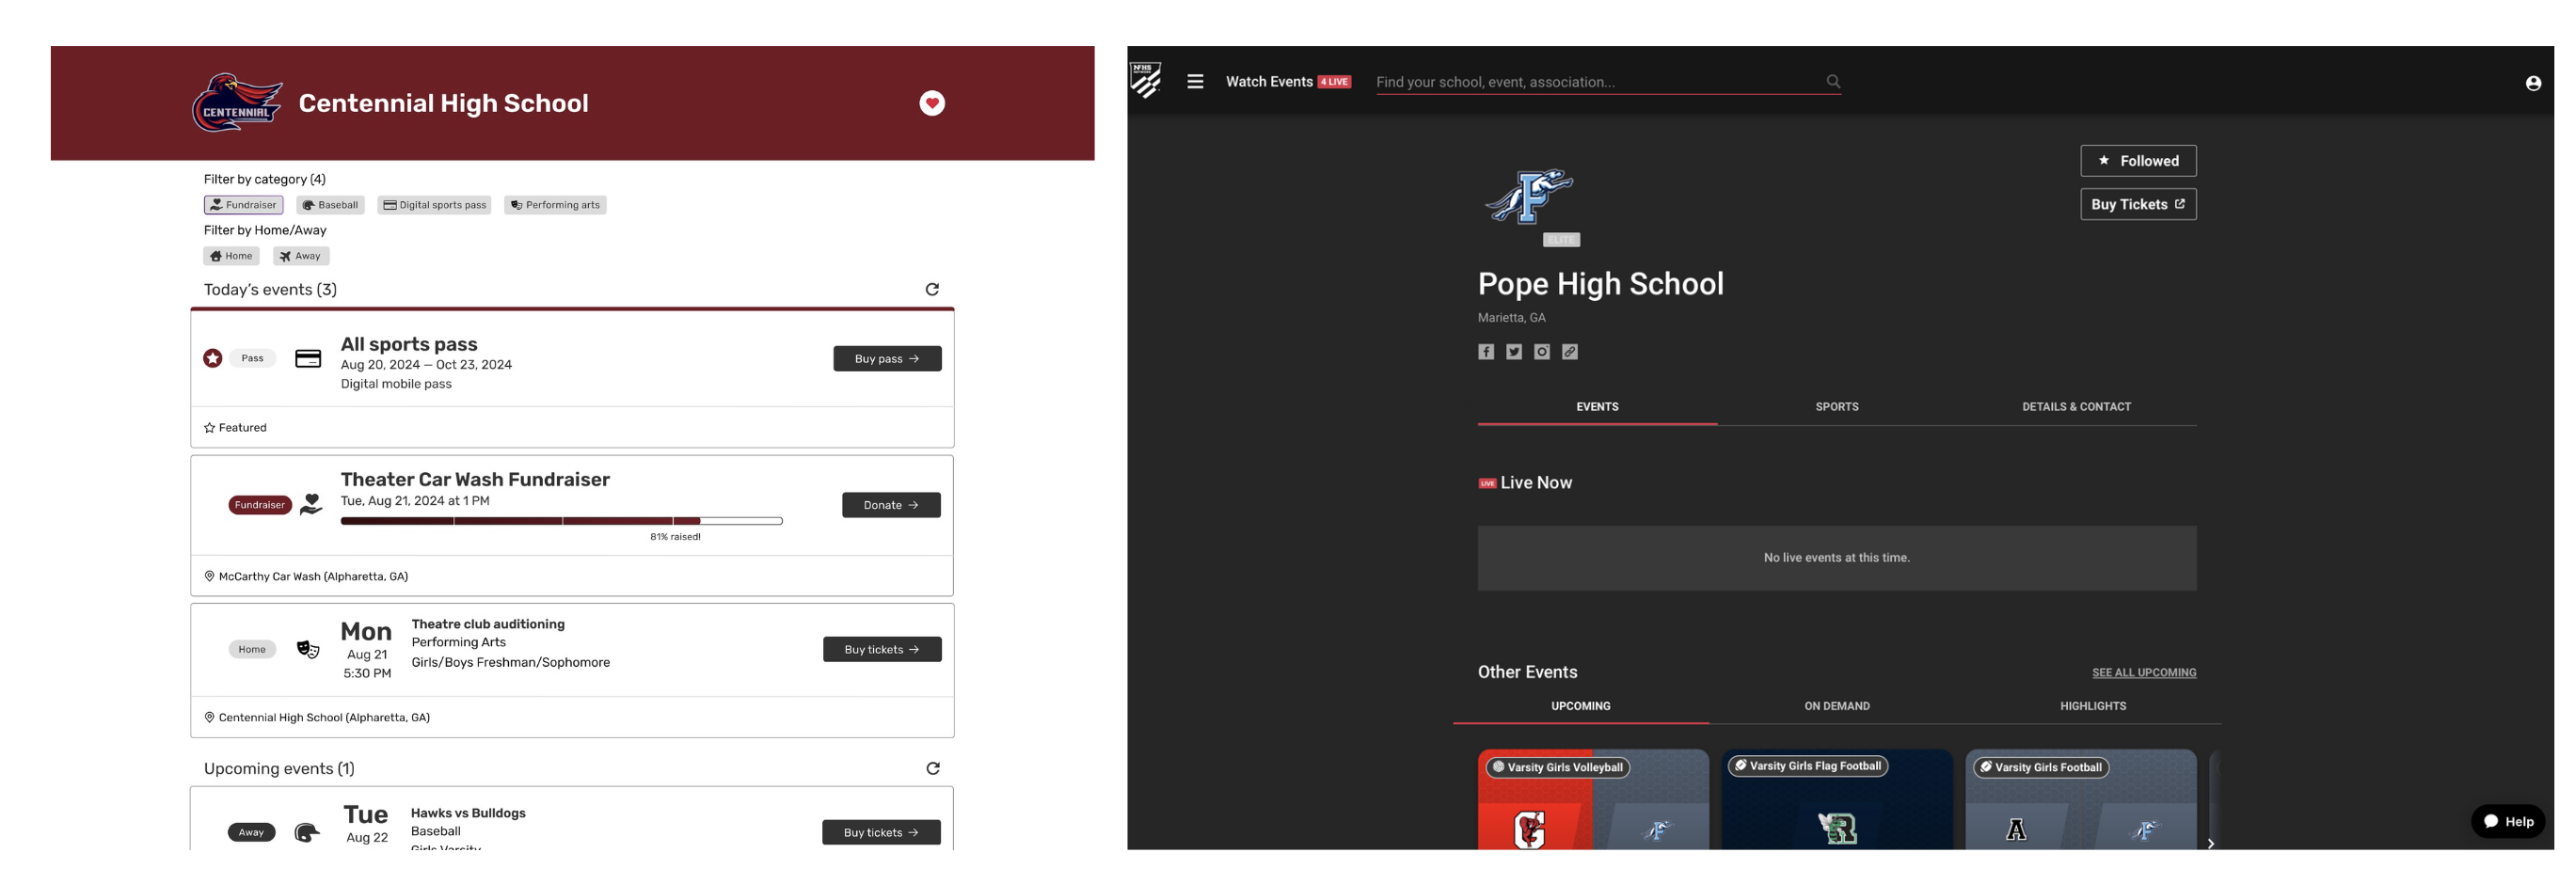 CENTENNIAL
Centennial High School
Filter by category (4)
Fundraiser
Baseball
Digital sports pass
Performing arts
Filter by Home/Away
Home
Away
Today's events (3)
Pass
All sports pass
Aug 20, 2024 — Oct 23, 2024
Digital mobile pass
Buy pass →
Featured
Fundraiser
Theater Car Wash Fundraiser
Tue, Aug 21, 2024 at 1 PM
81% raised!
Donate →
McCarthy Car Wash (Alpharetta, GA)
Home
Mon
Aug 21
5:30 PM
Theatre club auditioning
Performing Arts
Girls/Boys Freshman/Sophomore
Buy tickets →
Centennial High School (Alpharetta, GA)
Upcoming events (1)
Away
Tue
Aug 22
Hawks vs Bulldogs
Baseball
Girls Varsity
Buy tickets →
NFHS
NETWORK
Watch Events
4 LIVE
Find your school, event, association...
Followed
Buy Tickets
P
ELITE
Pope High School
Marietta, GA
EVENTS
SPORTS
DETAILS & CONTACT
LIVE
Live Now
No live events at this time.
Other Events
SEE ALL UPCOMING
UPCOMING
ON DEMAND
HIGHLIGHTS
Varsity Girls Volleyball
Varsity Girls Flag Football
Varsity Girls Football
C
P
R
A
P
Help